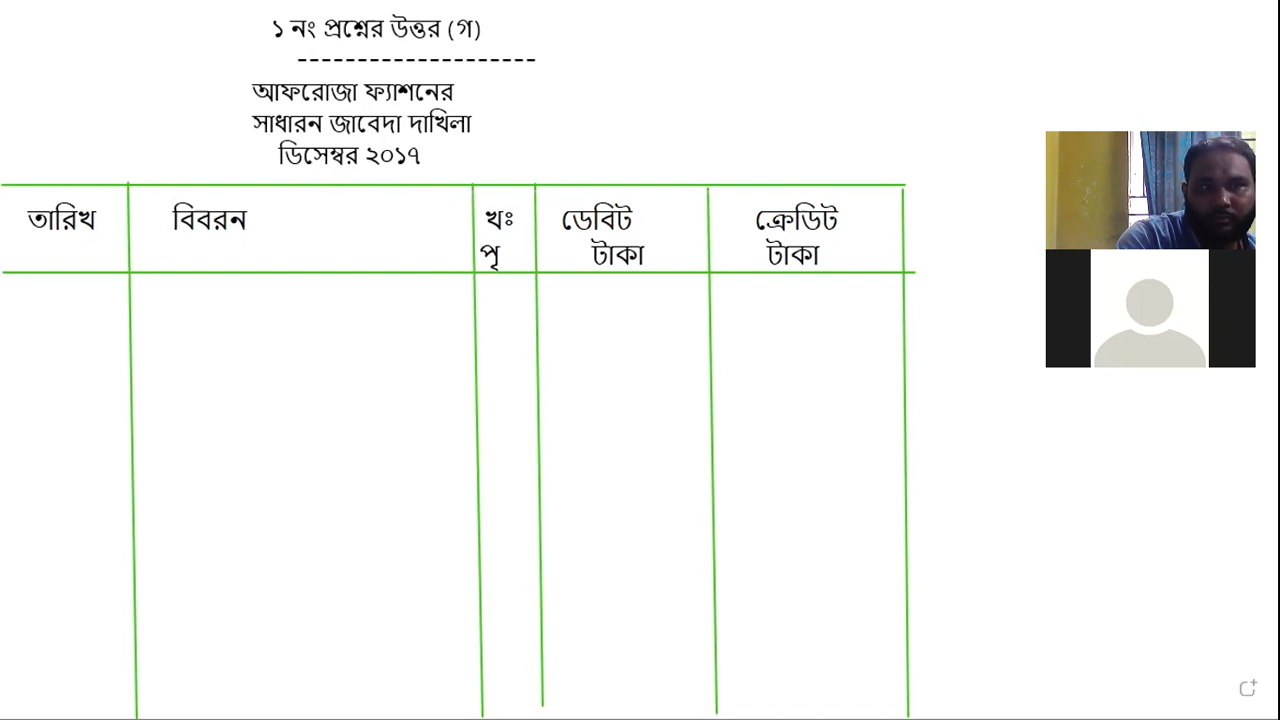 ১ নং প্রশ্নের উত্তর (গ)
--------------------
আফরোজা ফ্যাশনের
সাধারন জাবেদা দাখিলা
ডিসেম্বর ২০১৭
তারিখ বিবরন খঃ ডেবিট ক্রেডিট
পৃ টাকা টাকা